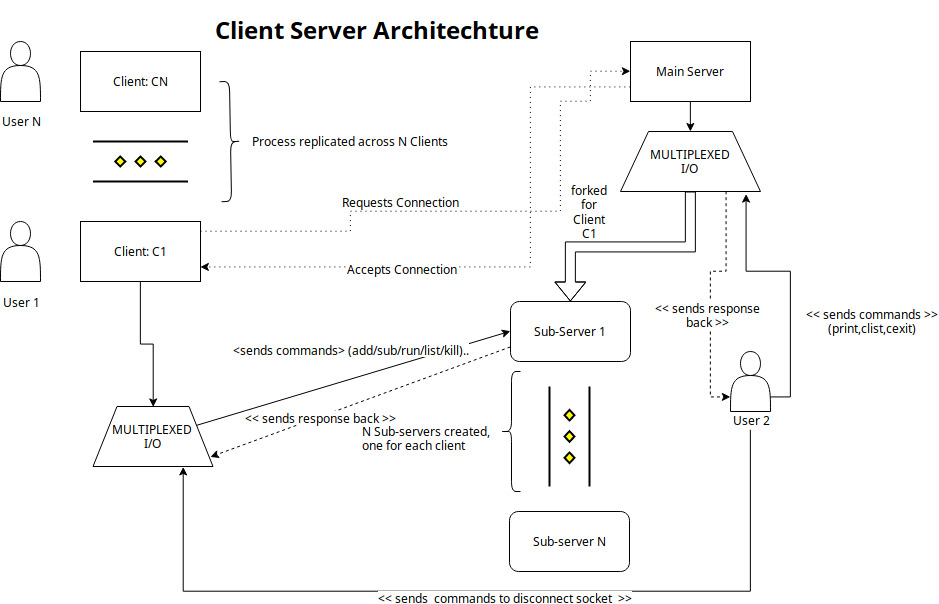 Client Server Architechture
User N
Client: CN
Process replicated across N Clients
Main Server
MULTIPLEXED
I/O
forked
for
Client
C1
Requests Connection
Client: C1
User 1
Accepts Connection
Sub-Server 1
<< sends response
back >>
<< sends commands >>
(print,clist,cexit)
<sends commands> (add/sub/run/list/kill)..
<< sends response back >>
MULTIPLEXED
I/O
N Sub-servers created,
one for each client
User 2
Sub-server N
<< sends  commands to disconnect socket  >>